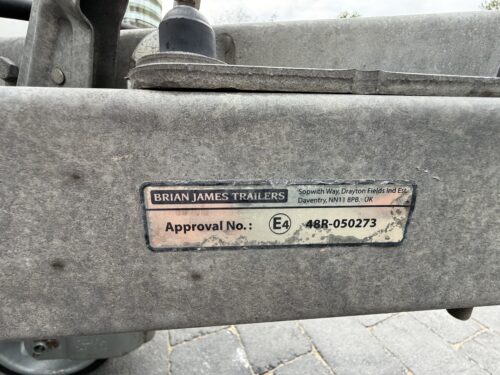 BRIAN JAMES TRAILERS
Sopwith Way, Drayton Fields Ind Est.
Daventry, NN11 8PB. UK
Approval No.: E4 48R-050273